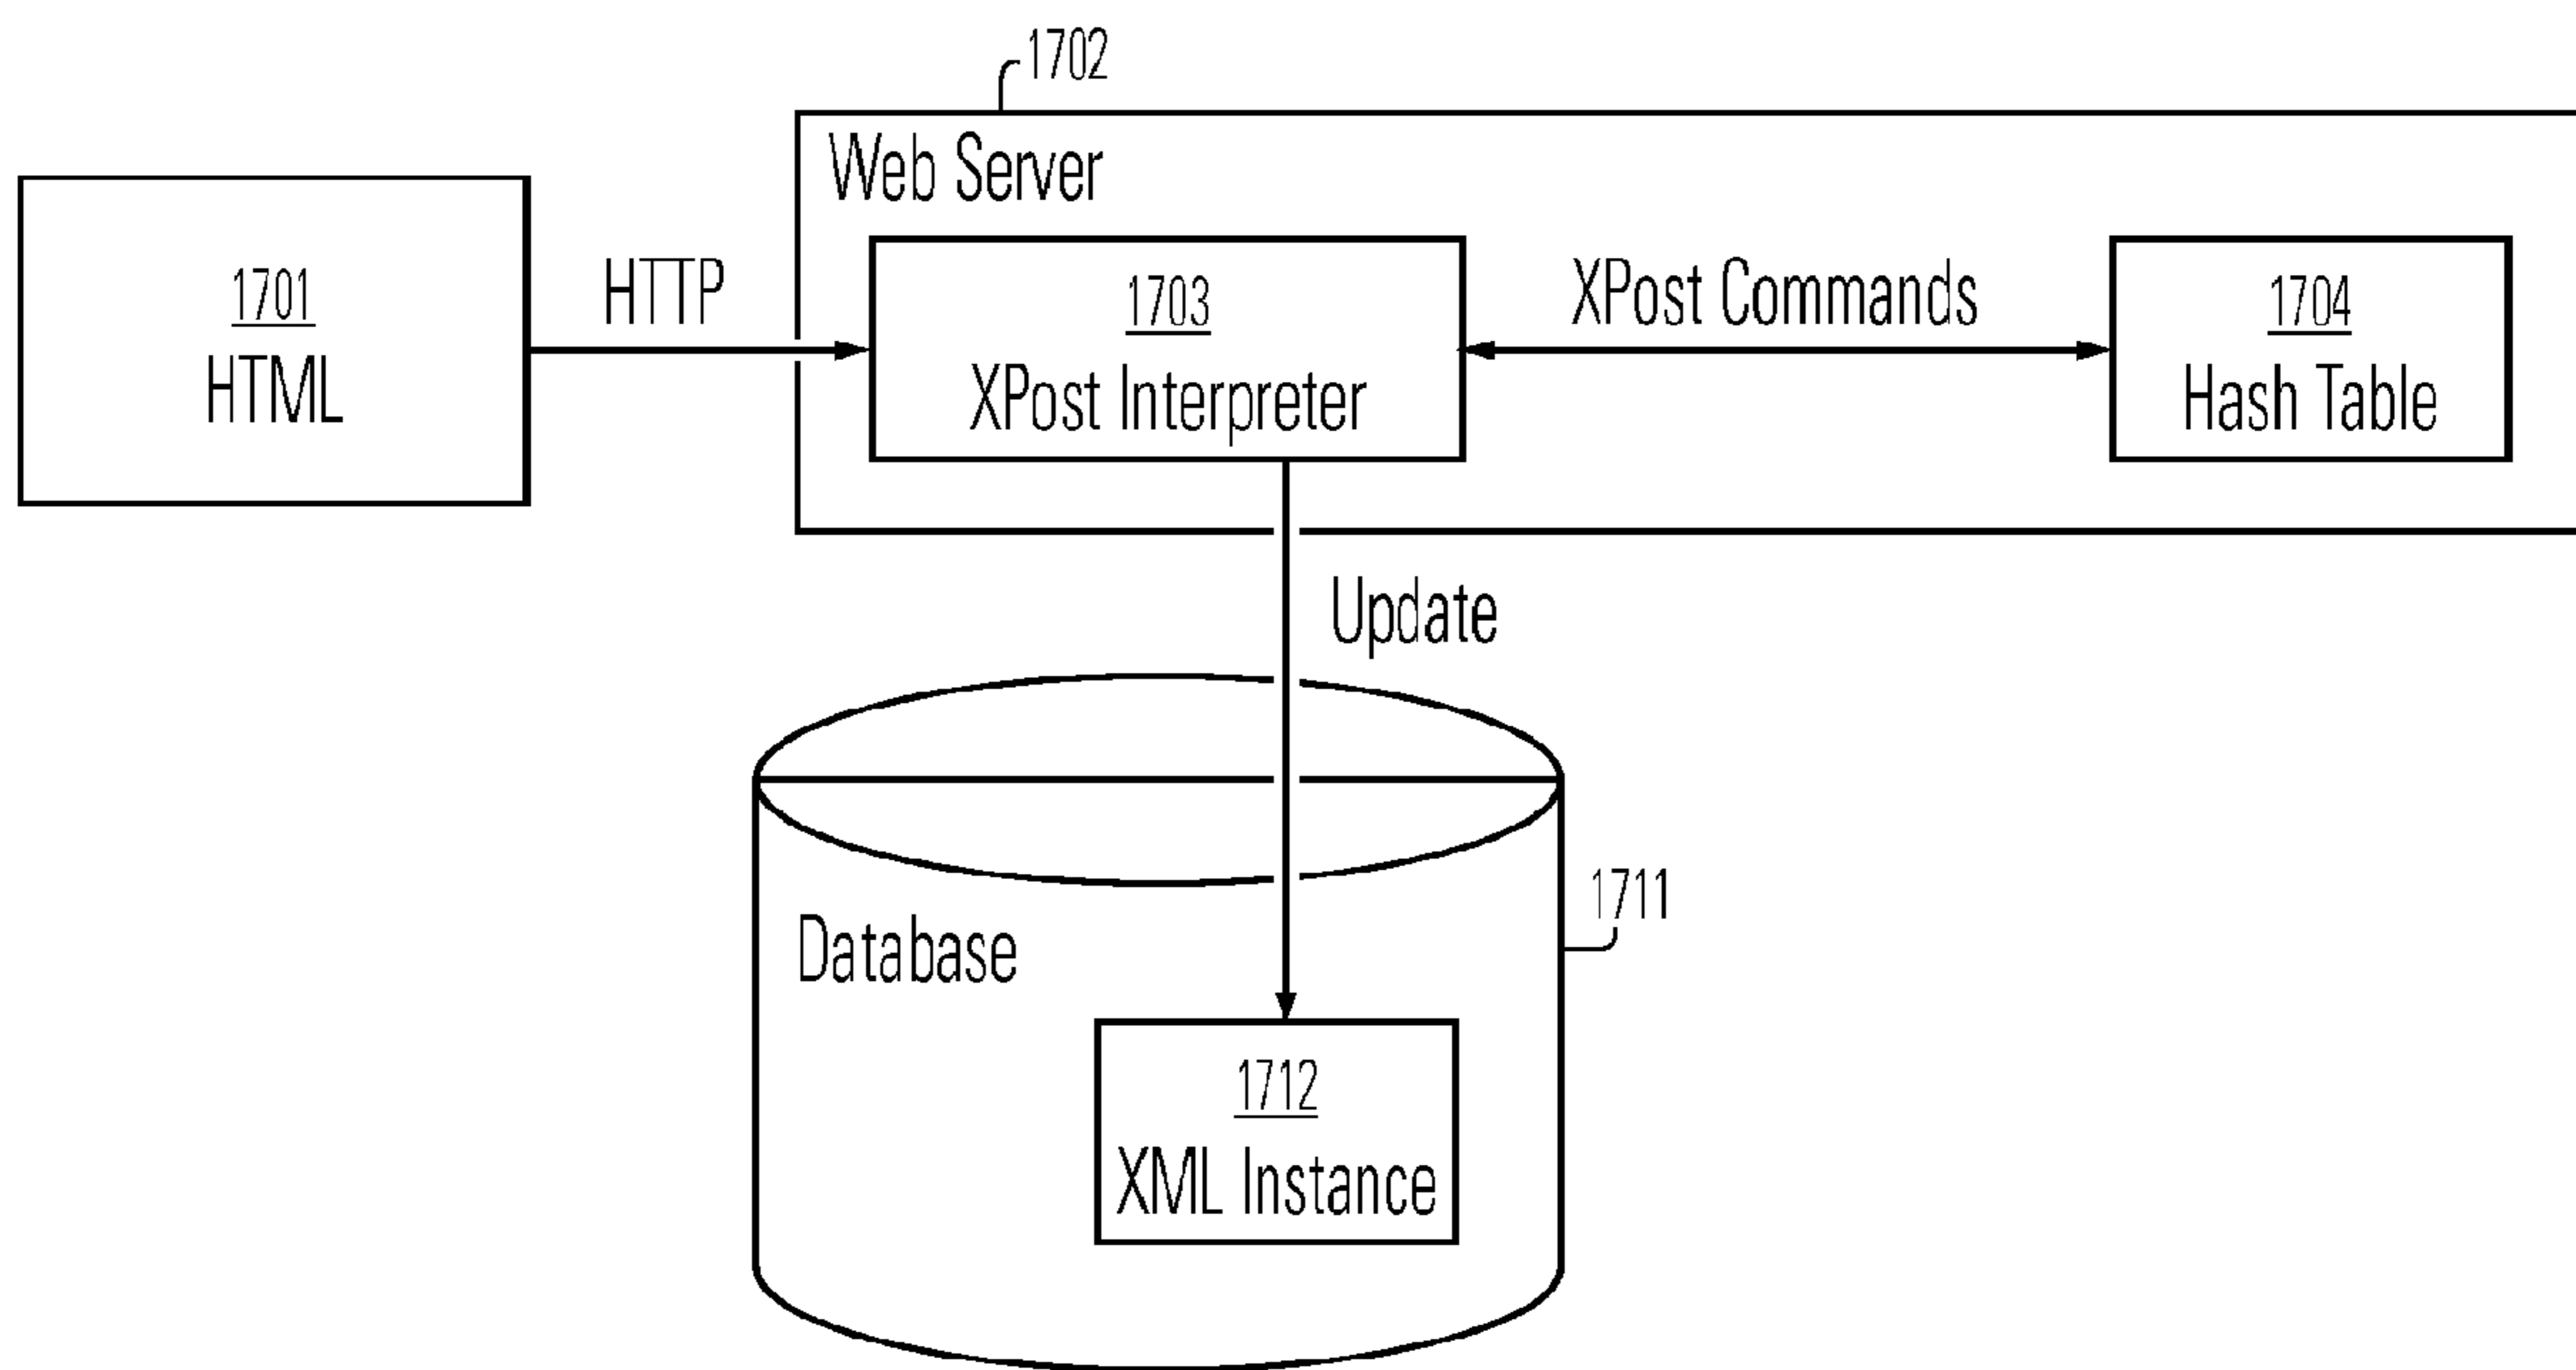 1702
Web Server
1701
HTML
HTTP
1703
XPost Interpreter
XPost Commands
1704
Hash Table
Update
1711
Database
1712
XML Instance